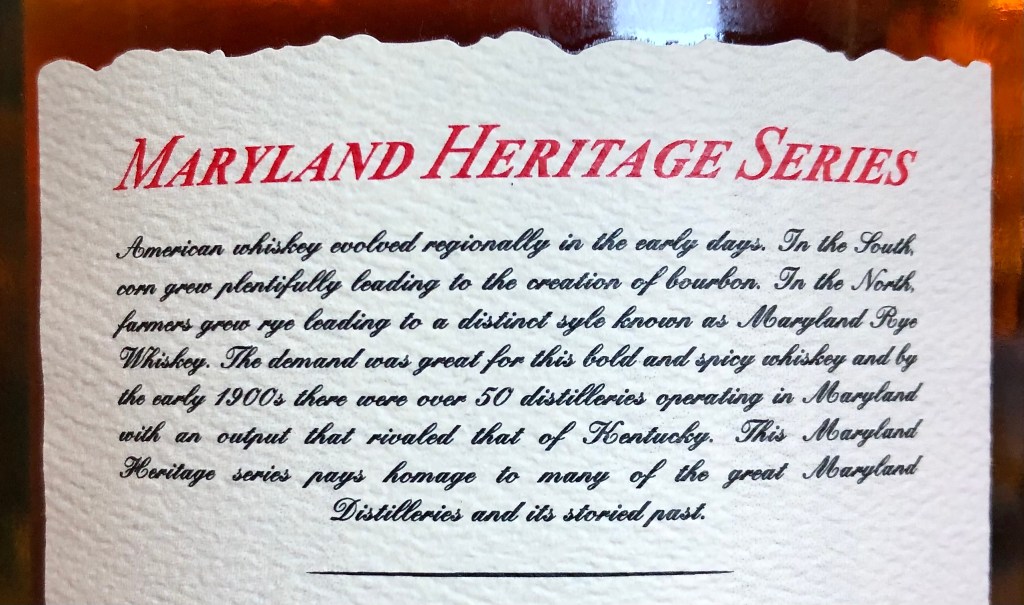 Maryland Heritage Series
American whiskey evolved regionally in the early days. In the South,
corn grew plentifully leading to the creation of bourbon. In the North,
farmers grew rye leading to a distinct syle known as Maryland Rye
Whiskey. The demand was great for this bold and spicy whiskey and by
the early 1900s there were over 50 distilleries operating in Maryland
with an output that rivaled that of Kentucky. This Maryland
Heritage series pays homage to many of the great Maryland
Distilleries and its storied past.